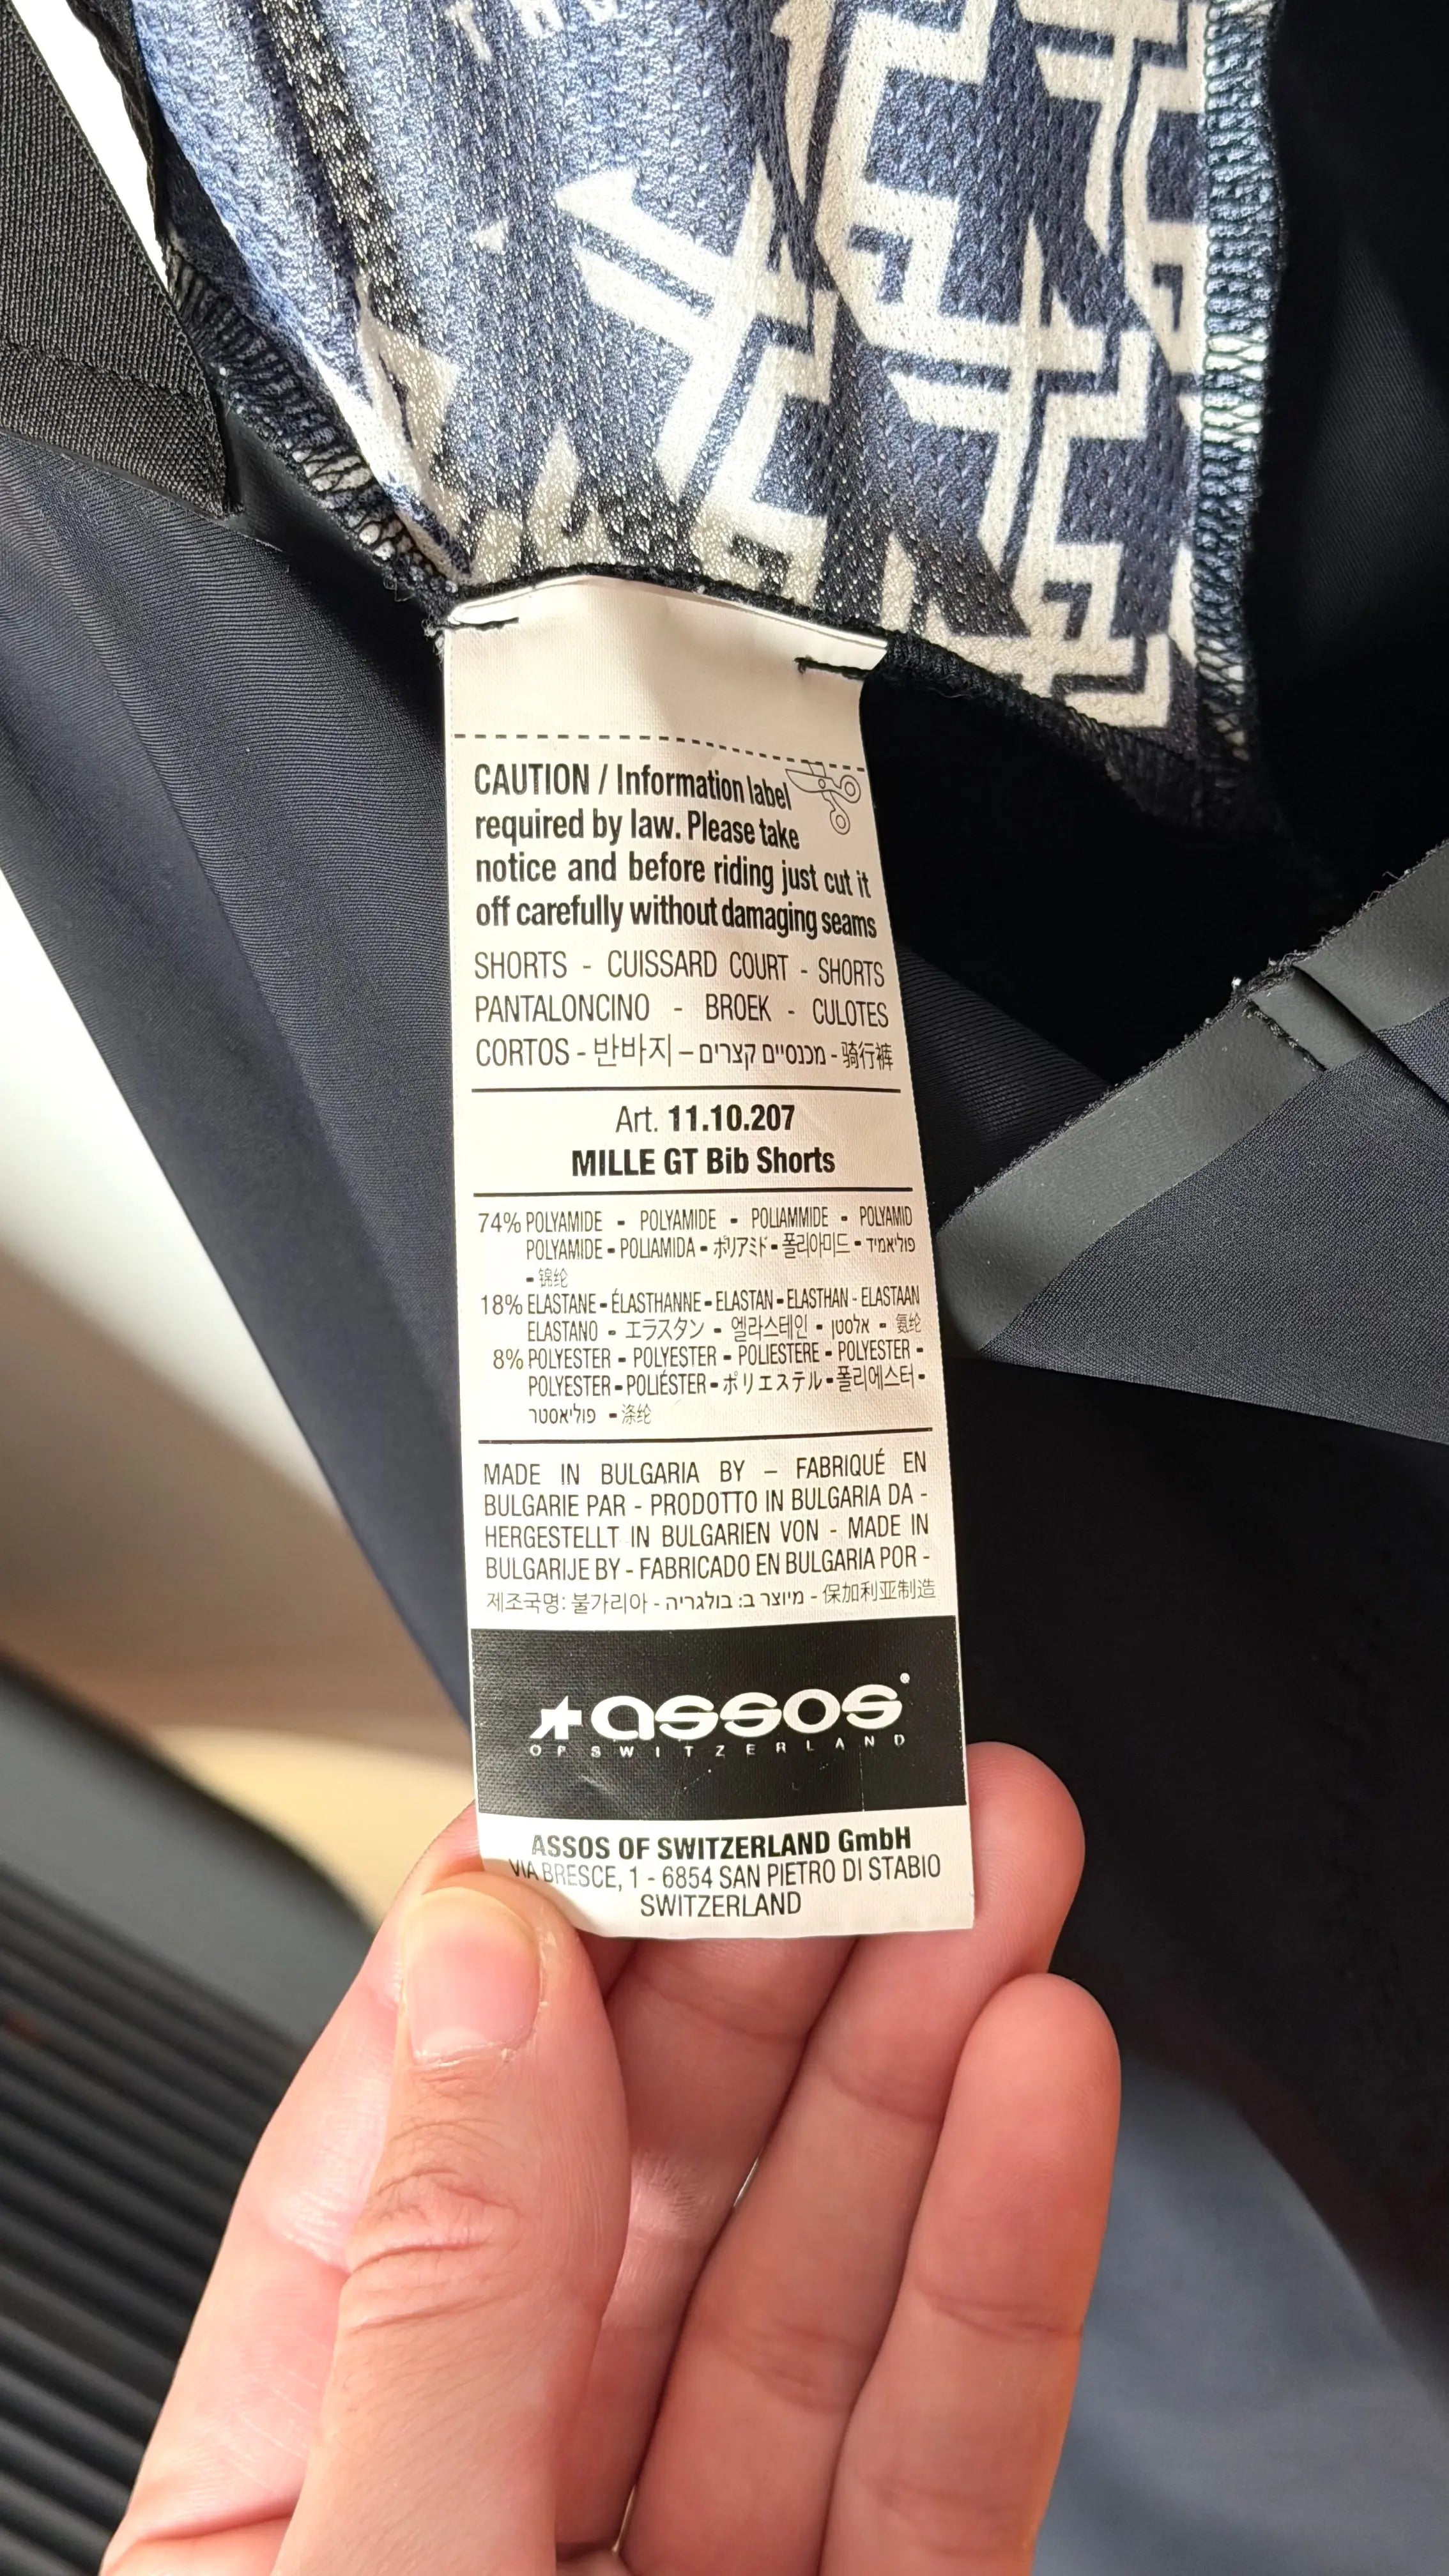 THE
CAUTION / Information label
required by law. Please take
notice and before riding just cut it
off carefully without damaging seams
SHORTS - CUISSARD COURT - SHORTS
PANTALONCINO - BROEK - CULOTES
CORTOS - 반바지 – מכנסיים קצרים - 骑行裤
Art. 11.10.207
MILLE GT Bib Shorts
74% POLYAMIDE - POLYAMIDE - POLIAMMIDE - POLYAMID
POLYAMIDE - POLIAMIDA - ポリアミド - 폴리아미드 - פוליאמיד
- 锦纶
18% ELASTANE - ÉLASTHANNE - ELASTAN - ELASTHAN - ELASTAAN
ELASTANO - エラスタン - 엘라스테인 - אלסטן - 氨纶
8% POLYESTER - POLYESTER - POLIESTERE - POLYESTER -
POLYESTER - POLIÉSTER - ポリエステル - 폴리에스터 -
פוליאסטר - 涤纶
MADE IN BULGARIA BY – FABRIQUÉ EN
BULGARIE PAR - PRODOTTO IN BULGARIA DA -
HERGESTELLT IN BULGARIEN VON - MADE IN
BULGARIJE BY - FABRICADO EN BULGARIA POR -
제조국명: 불가리아 - מיוצר ב: בולגריה - 保加利亚制造
assos®
OF SWITZERLAND
ASSOS OF SWITZERLAND GmbH
VIA BRESCE, 1 - 6854 SAN PIETRO DI STABIO
SWITZERLAND